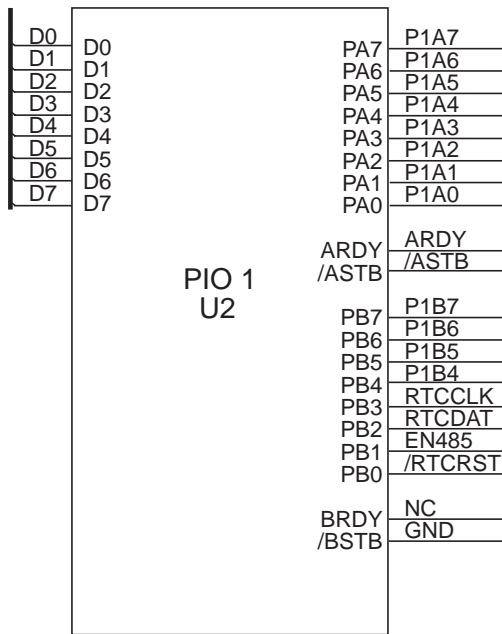 D0 D0 PA7 P1A7
D1 D1 PA6 P1A6
D2 D2 PA5 P1A5
D3 D3 PA4 P1A4
D4 D4 PA3 P1A3
D5 D5 PA2 P1A2
D6 D6 PA1 P1A1
D7 D7 PA0 P1A0
ARDY ARDY
/ASTB /ASTB
PIO 1
U2
PB7 P1B7
PB6 P1B6
PB5 P1B5
PB4 P1B4
PB3 RTCCLK
PB2 RTCDAT
PB1 EN485
PB0 /RTCRST
BRDY NC
/BSTB GND